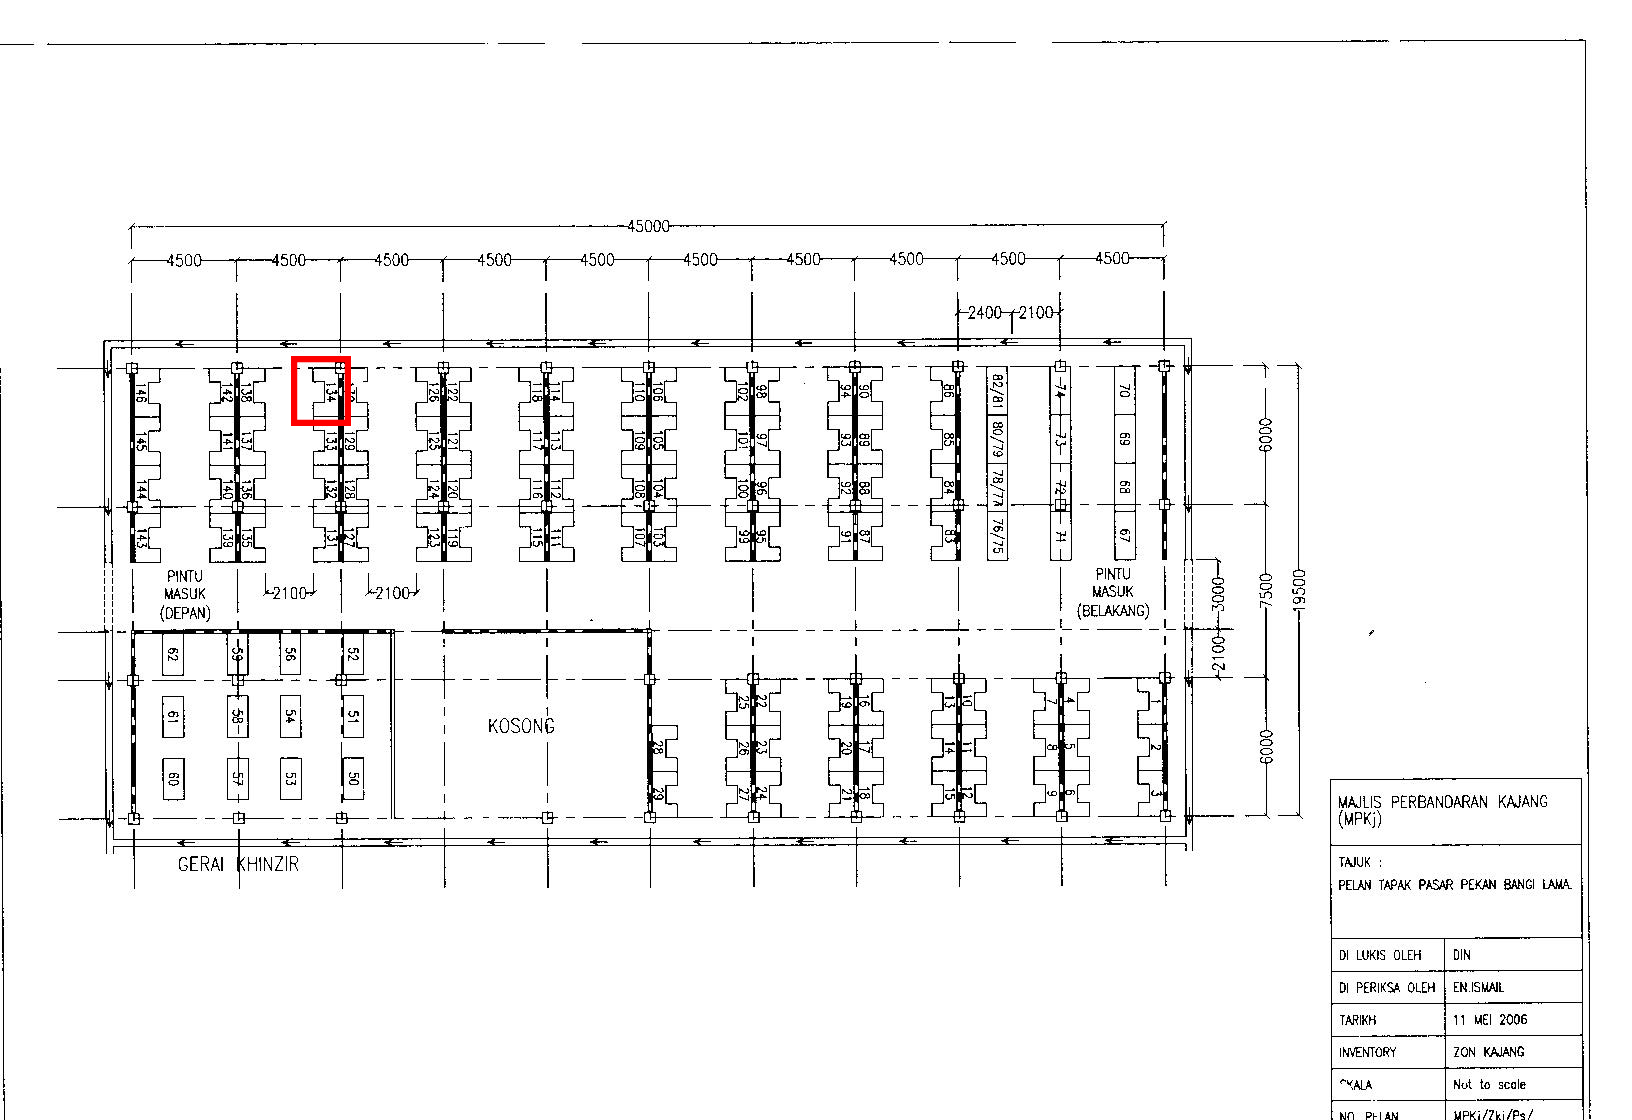 45000
4500 4500 4500 4500 4500 4500 4500 4500 4500 4500
2400 2100
146 142 138 134 126 122 118 114 110 106 102 98 94 90 86 82/81 74 70
145 141 137 133 129 125 121 117 113 109 105 101 97 93 89 85 80/79 73 69
144 140 136 132 128 124 120 116 112 108 104 100 96 92 88 84 78/77 72 68
143 139 135 131 127 123 119 115 111 107 103 99 95 91 87 83 76/75 71 67
6000
7500
19500
3000
2100
6000
PINTU
MASUK
(DEPAN)
2100 2100
PINTU
MASUK
(BELAKANG)
62 59 56 52
61 58 54 51
60 57 53 50
KOSONG
25 22 19 16 13 10 7 4 1
28 26 23 20 17 14 11 8 5 2
29 27 24 21 18 15 12 9 6 3
GERAI KHINZIR
MAJLIS PERBANDARAN KAJANG
(MPKj)
TAJUK :
PELAN TAPAK PASAR PEKAN BANGI LAMA.
DI LUKIS OLEH DIN
DI PERIKSA OLEH EN.ISMAIL
TARIKH 11 MEI 2006
INVENTORY ZON KAJANG
SKALA Not to scale
NO. PELAN MPKj/Zkj/Ps/